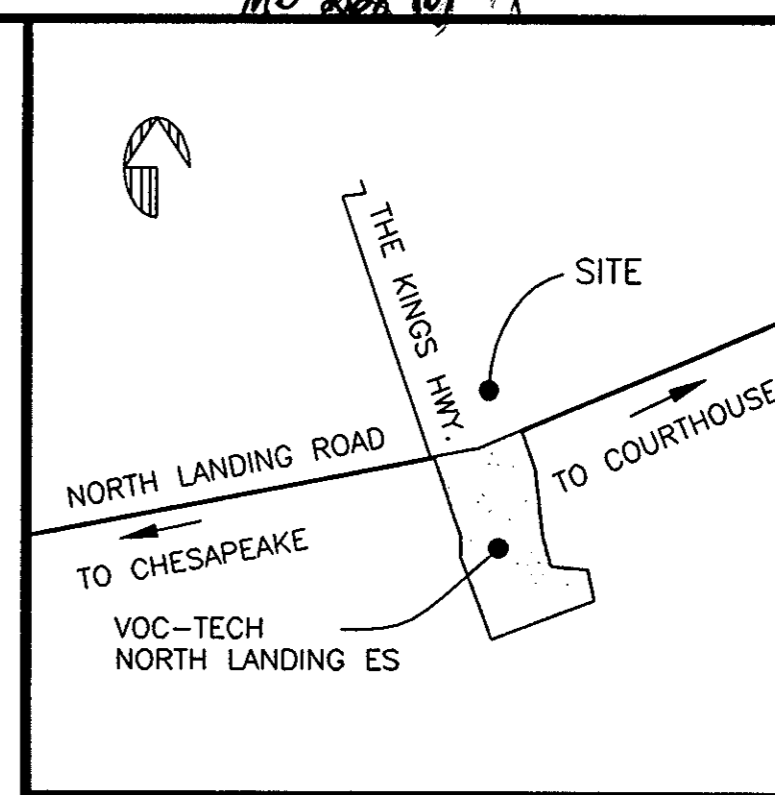 SITE
THE KINGS HWY.
NORTH LANDING ROAD
TO COURTHOUSE
TO CHESAPEAKE
VOC-TECH
NORTH LANDING ES